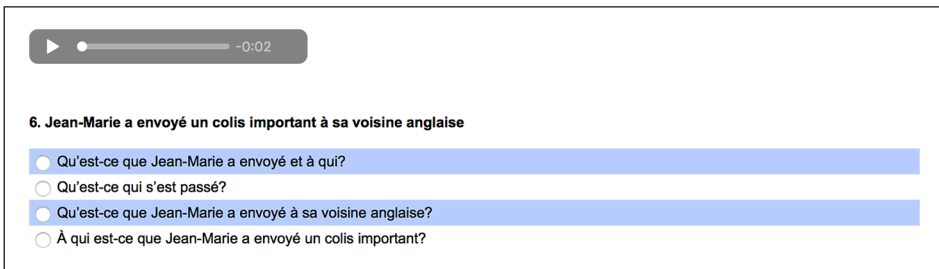 -0:02
6. Jean-Marie a envoyé un colis important à sa voisine anglaise
Qu'est-ce que Jean-Marie a envoyé et à qui?
Qu'est-ce qui s'est passé?
Qu'est-ce que Jean-Marie a envoyé à sa voisine anglaise?
À qui est-ce que Jean-Marie a envoyé un colis important?